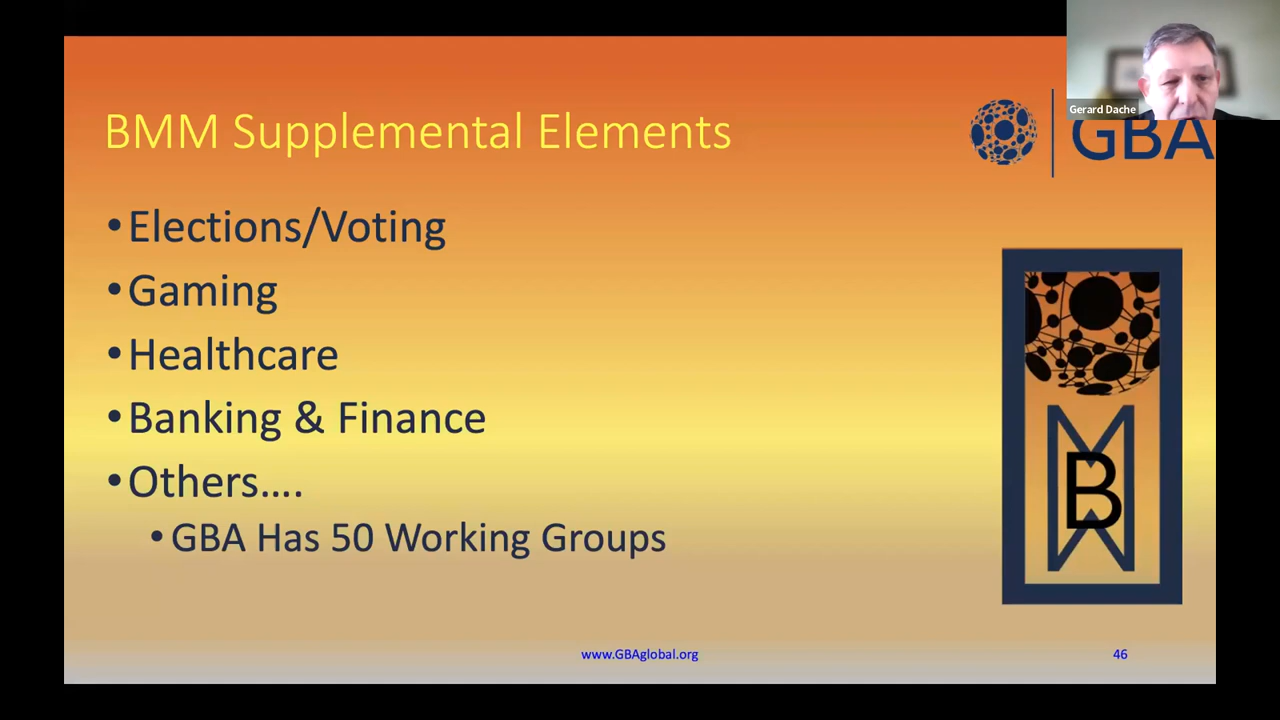 Gerard Dache
BMM Supplemental Elements
GBA
•Elections/Voting
•Gaming
•Healthcare
•Banking & Finance
•Others....
•GBA Has 50 Working Groups
M
B
www.GBAglobal.org
46